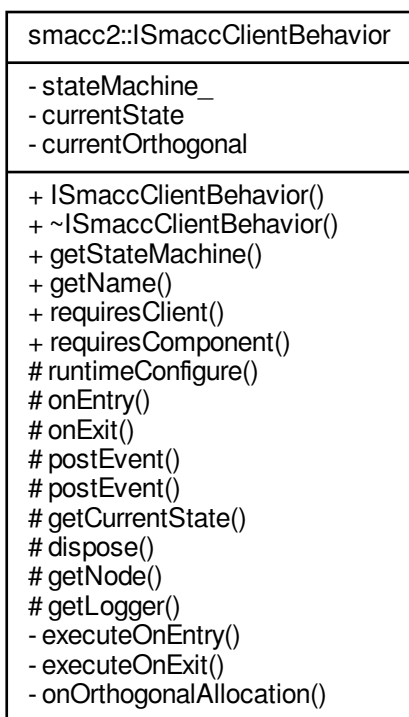 smacc2::ISmaccClientBehavior
- stateMachine_
- currentState
- currentOrthogonal
+ ISmaccClientBehavior()
+ ~ISmaccClientBehavior()
+ getStateMachine()
+ getName()
+ requiresClient()
+ requiresComponent()
# runtimeConfigure()
# onEntry()
# onExit()
# postEvent()
# postEvent()
# getCurrentState()
# dispose()
# getNode()
# getLogger()
- executeOnEntry()
- executeOnExit()
- onOrthogonalAllocation()